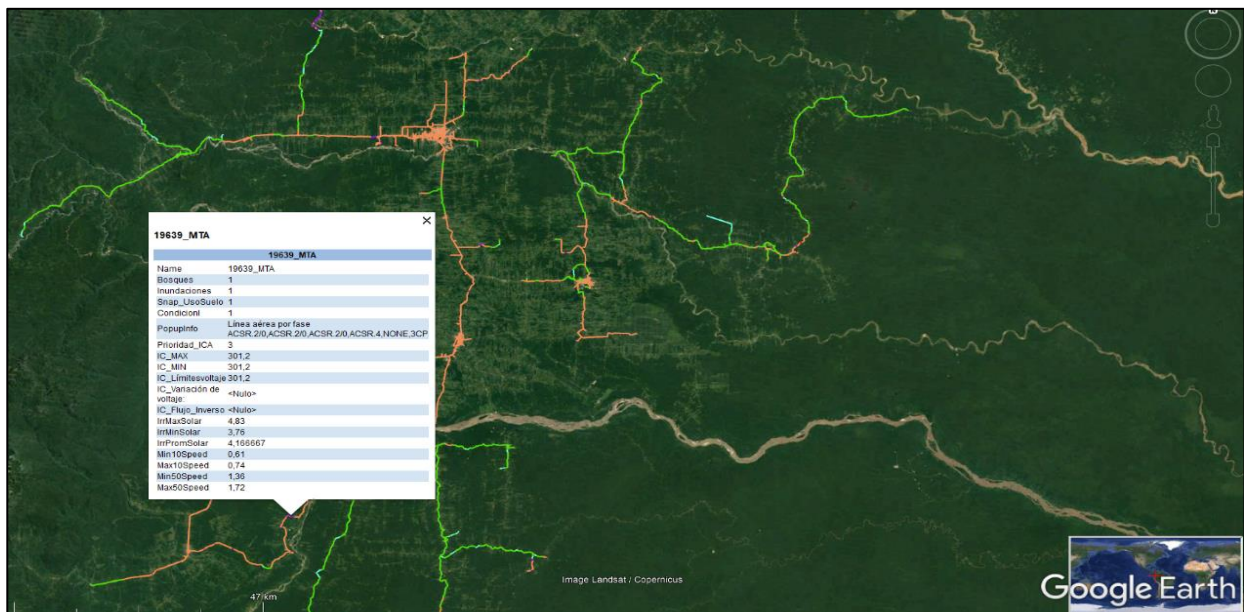 N
19639_MTA
19639_MTA
Name 19639_MTA
Bosques 1
Inundaciones 1
Snap_UsoSuelo 1
CondicionI 1
PopupInfo Línea aérea por fase
ACSR.2/0,ACSR.2/0,ACSR.2/0,ACSR.4,NONE,3CP
Prioridad_ICA 3
IC_MAX 301,2
IC_MIN 301,2
IC_Límitesvoltaje 301,2
IC_Variación de
voltaje: <Nulo>
IC_Flujo_Inverso <Nulo>
IrrMaxSolar 4,83
IrrMinSolar 3,76
IrrPromSolar 4,166667
Min10Speed 0,61
Max10Speed 0,74
Min50Speed 1,36
Max50Speed 1,72
Image Landsat / Copernicus
47 km
Google Earth